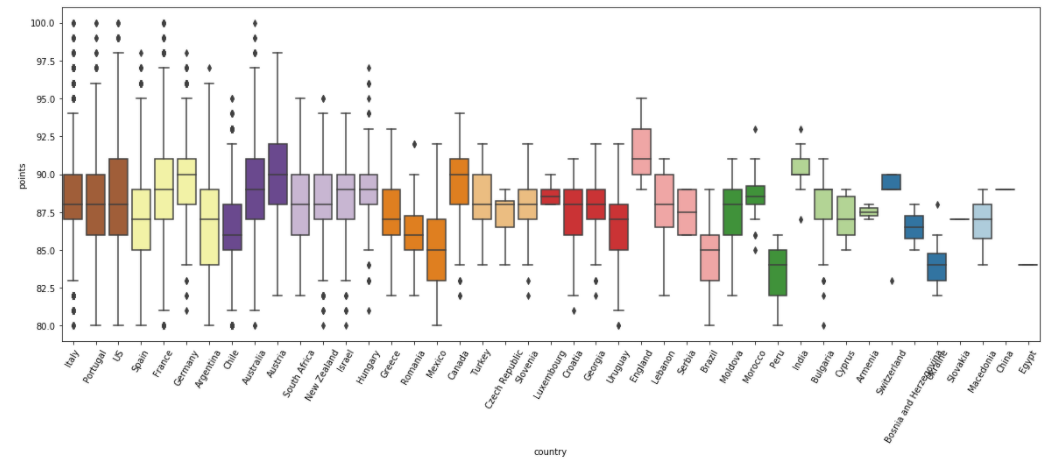 100.0
97.5
95.0
92.5
90.0
87.5
85.0
82.5
80.0
points
Italy
Portugal
US
Spain
France
Germany
Argentina
Chile
Australia
Austria
South Africa
New Zealand
Israel
Hungary
Greece
Romania
Mexico
Canada
Turkey
Czech Republic
Slovenia
Luxembourg
Croatia
Georgia
Uruguay
England
Lebanon
Serbia
Brazil
Moldova
Morocco
Peru
India
Bulgaria
Cyprus
Armenia
Switzerland
Bosnia and Herzegovina
Ukraine
Slovakia
Macedonia
China
Egypt
country